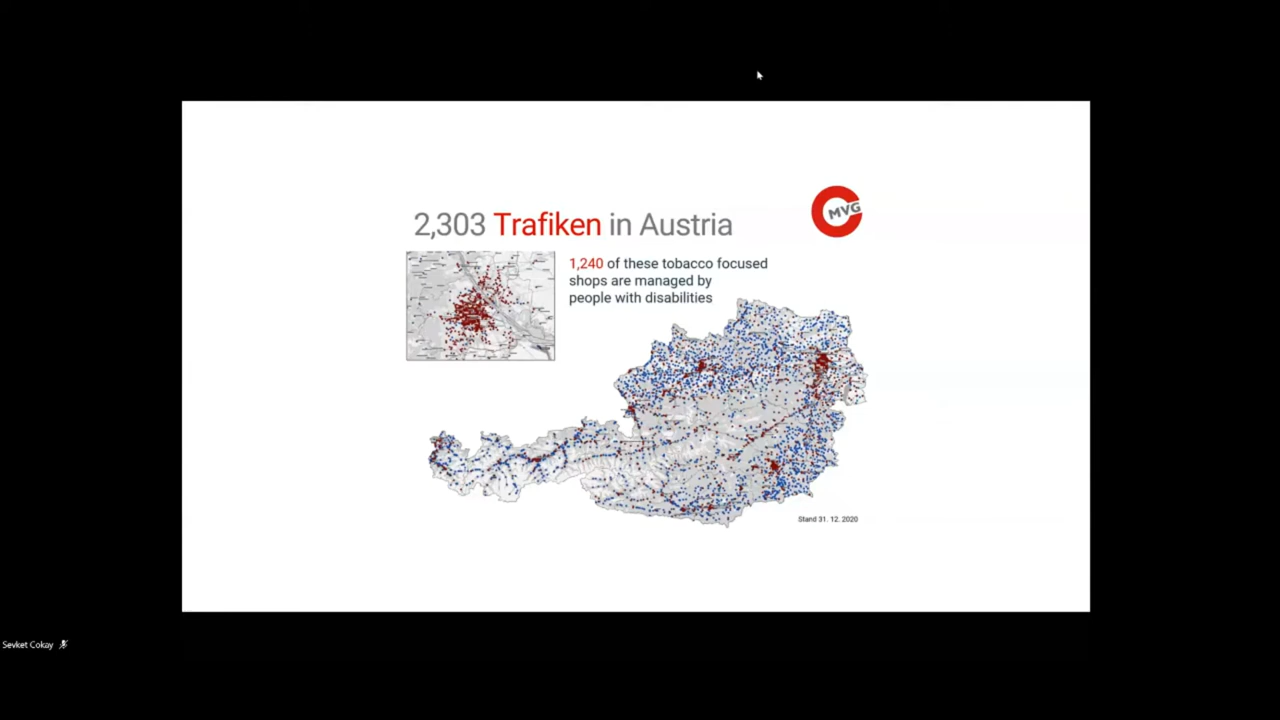 2,303 Trafiken in Austria
MVG
1,240 of these tobacco focused
shops are managed by
people with disabilities
Stand 31. 12. 2020
Sevket Cokay